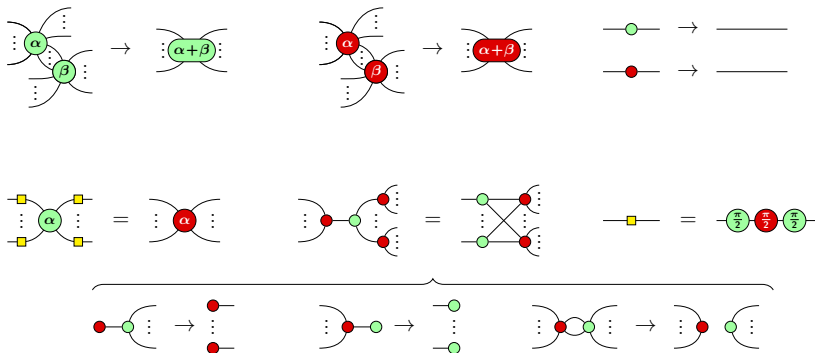 α → α+β α → α+β →
β β →
α = α = = π/2 π/2 π/2
→ → →